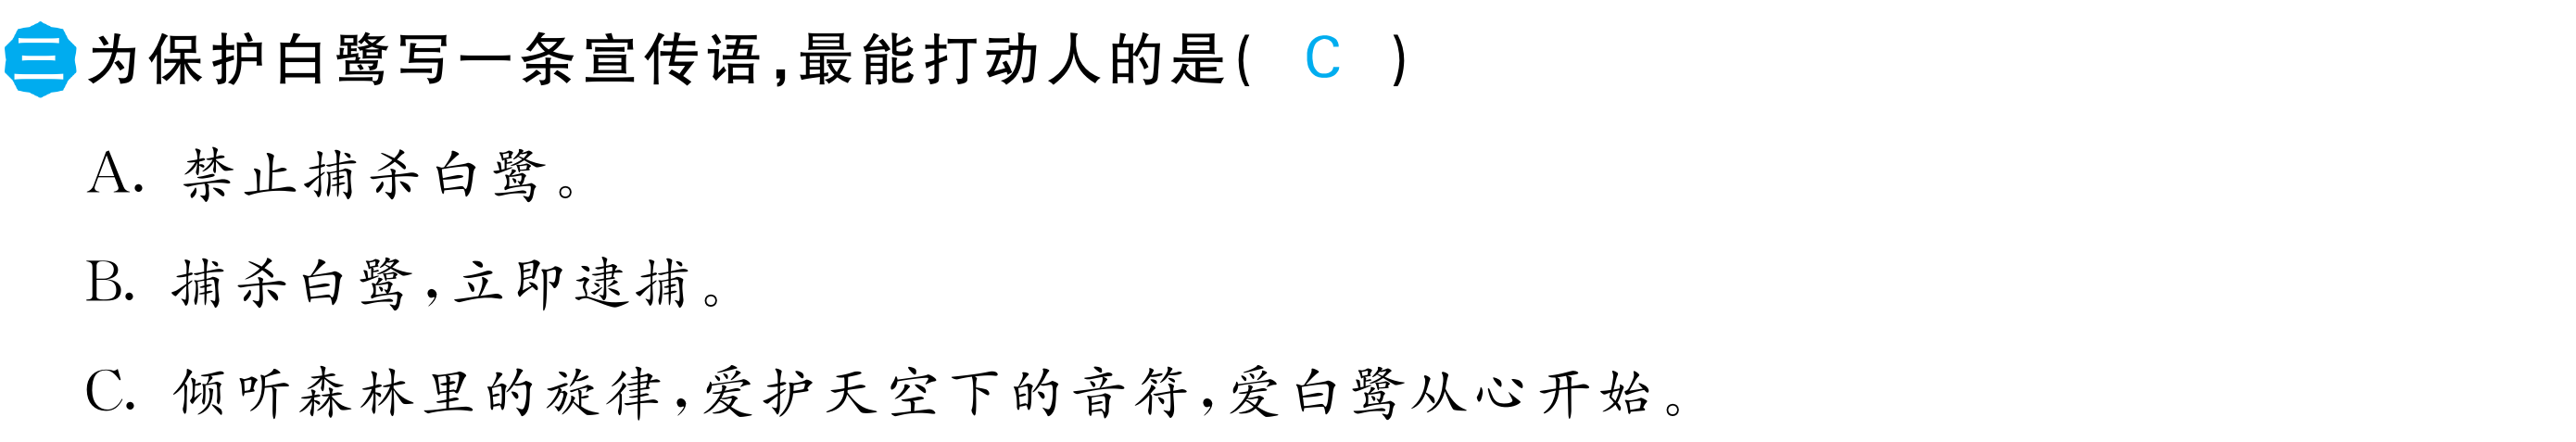 三 为保护白鹭写一条宣传语,最能打动人的是( C )
A. 禁止捕杀白鹭。
B. 捕杀白鹭,立即逮捕。
C. 倾听森林里的旋律,爱护天空下的音符,爱白鹭从心开始。